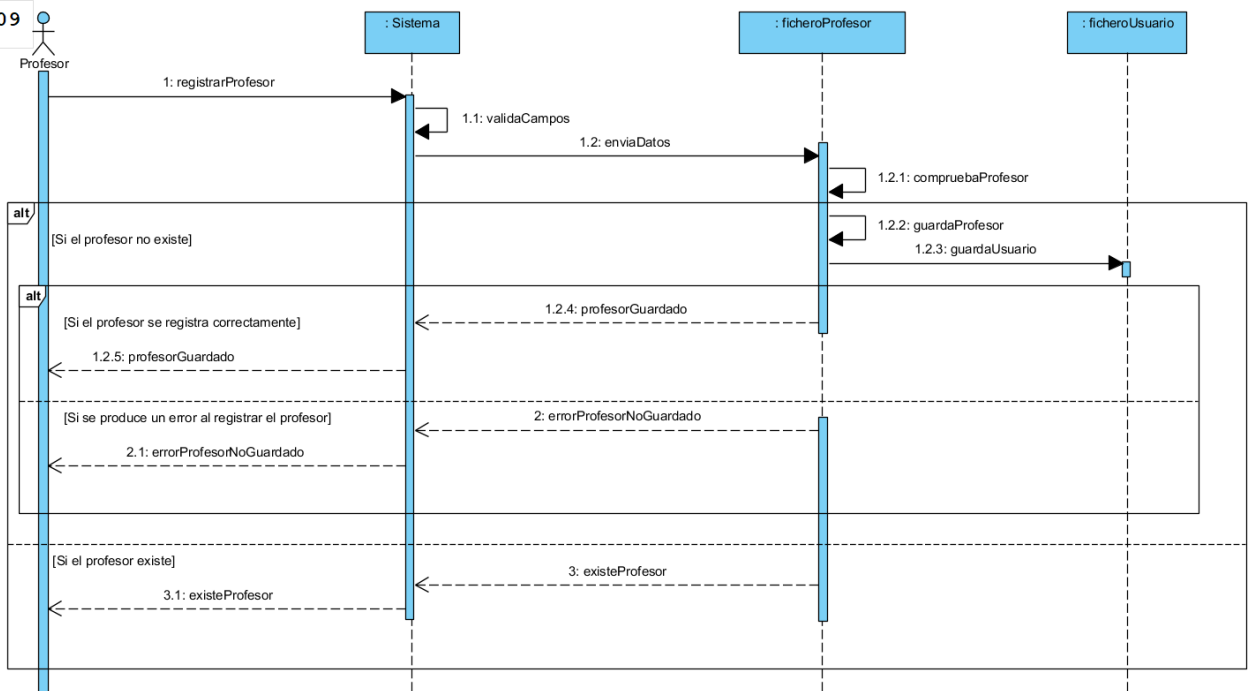 09
Profesor
: Sistema
: ficheroProfesor
: ficheroUsuario
1: registrarProfesor
1.1: validaCampos
1.2: enviaDatos
1.2.1: compruebaProfesor
alt
1.2.2: guardaProfesor
[Si el profesor no existe]
1.2.3: guardaUsuario
alt
1.2.4: profesorGuardado
[Si el profesor se registra correctamente]
1.2.5: profesorGuardado
[Si se produce un error al registrar el profesor]
2: errorProfesorNoGuardado
2.1: errorProfesorNoGuardado
[Si el profesor existe]
3: existeProfesor
3.1: existeProfesor